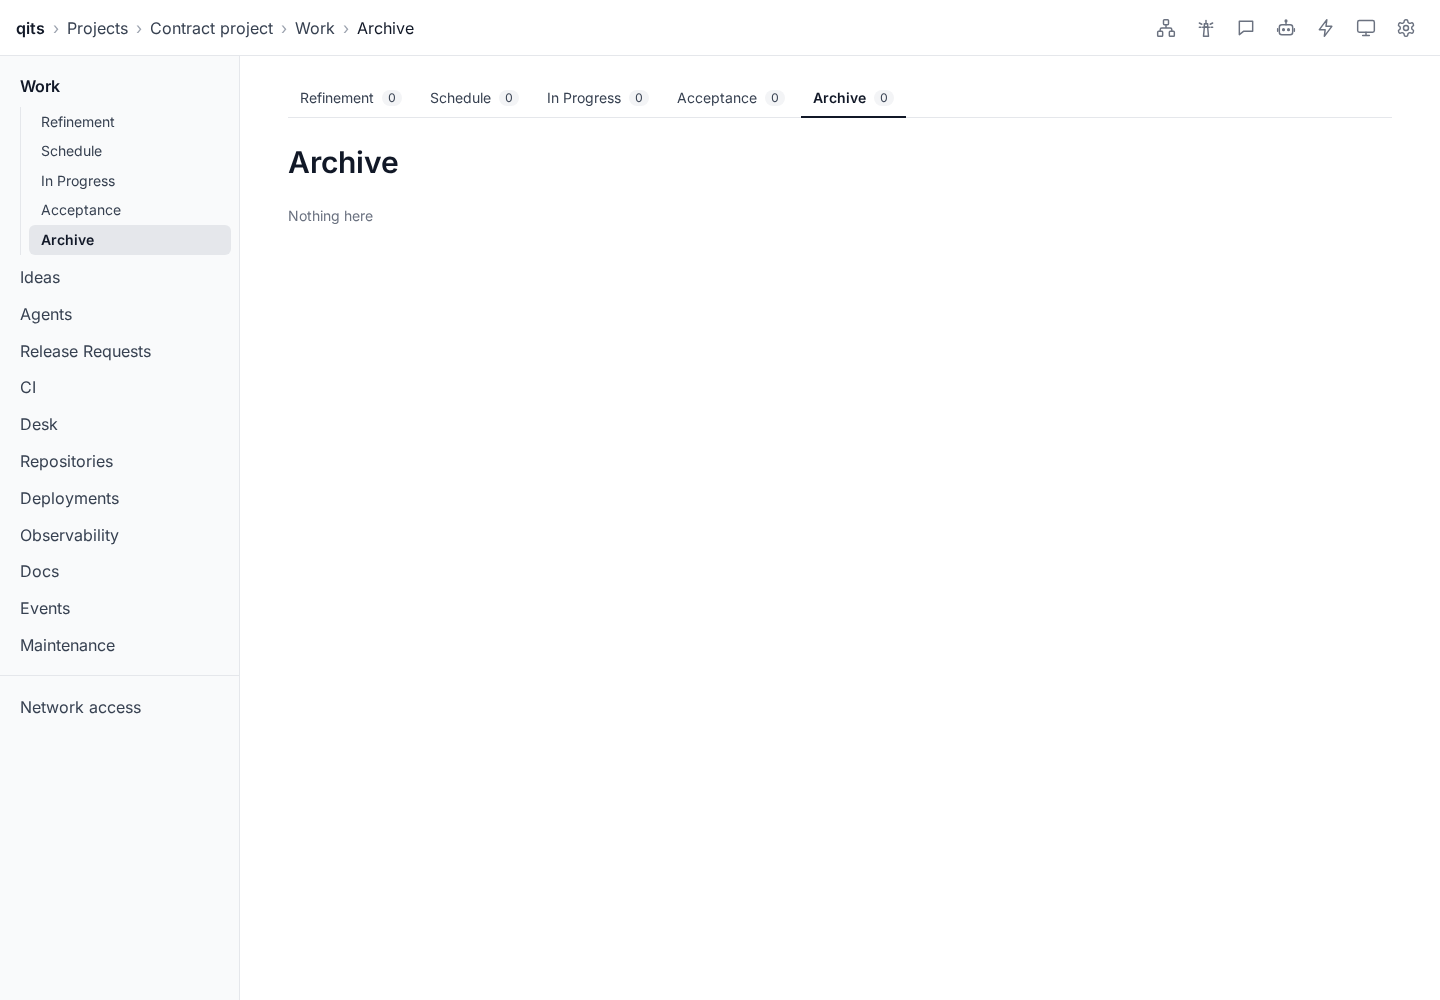 qits › Projects › Contract project › Work › Archive
Work
Refinement
Schedule
In Progress
Acceptance
Archive
Ideas
Agents
Release Requests
CI
Desk
Repositories
Deployments
Observability
Docs
Events
Maintenance
Network access
Refinement 0 Schedule 0 In Progress 0 Acceptance 0 Archive 0
Archive
Nothing here